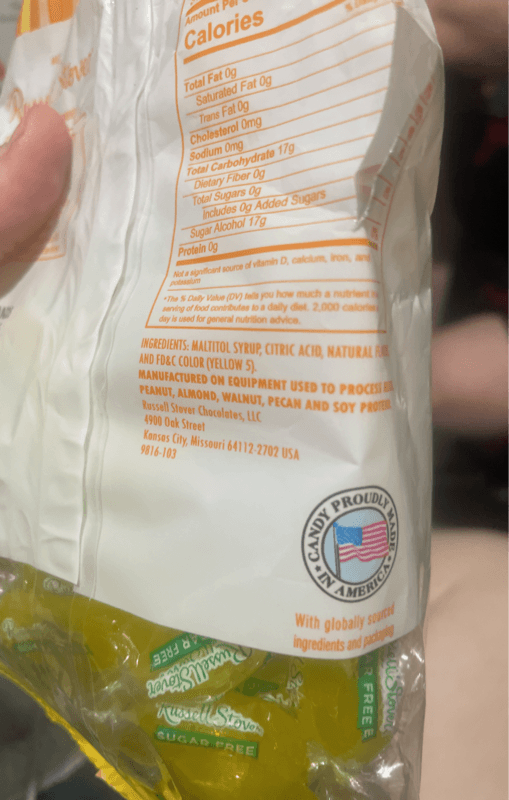 Amount Per
Calories
Total Fat 0g
Saturated Fat 0g
Trans Fat 0g
Cholesterol 0mg
Sodium 0mg
Total Carbohydrate 17g
Dietary Fiber 0g
Total Sugars 0g
Includes 0g Added Sugars
Sugar Alcohol 17g
Protein 0g
Not a significant source of vitamin D, calcium, iron,
potassium
*The % Daily Value (DV) tells you how much a nutrient
serving of food contributes to a daily diet. 2,000 calories
day is used for general nutrition advice.
INGREDIENTS: MALTITOL SYRUP, CITRIC ACID, NATURAL
AND FD&C COLOR (YELLOW 5).
MANUFACTURED ON EQUIPMENT USED TO PROCESS
PEANUT, ALMOND, WALNUT, PECAN AND SOY PROTEIN
Russell Stover Chocolates, LLC
4900 Oak Street
Kansas City, Missouri 64112-2702 USA
9816-103
CANDY PROUDLY MADE
IN AMERICA
With globally sourced
ingredients and packaging
Russell Stover
Russell Stover
SUGAR FREE
Russell Stover
R FREE